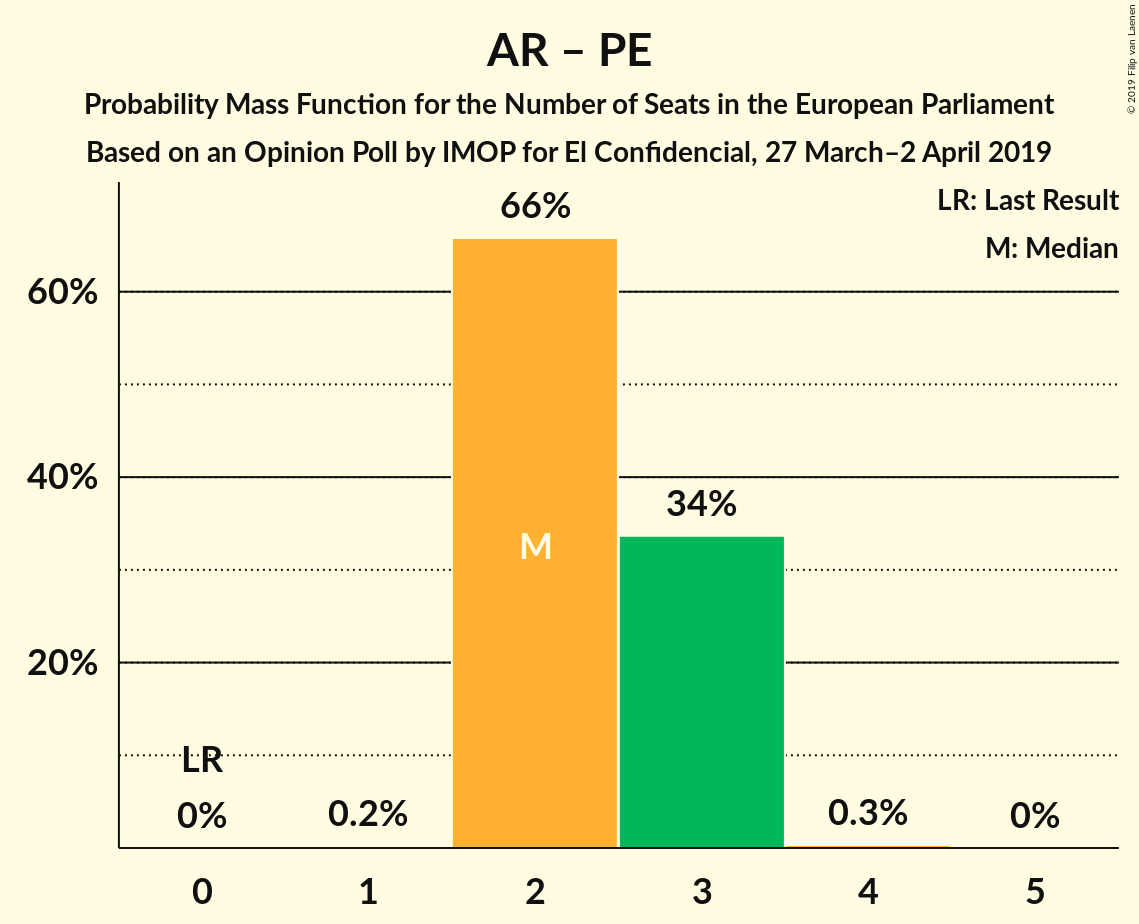 AR – PE
Probability Mass Function for the Number of Seats in the European Parliament
Based on an Opinion Poll by IMOP for El Confidencial, 27 March–2 April 2019
© 2019 Filip van Laenen
LR: Last Result
M: Median
66%
60%
40%
34%
M
20%
LR
0%
0.2%
0.3%
0%
0 1 2 3 4 5